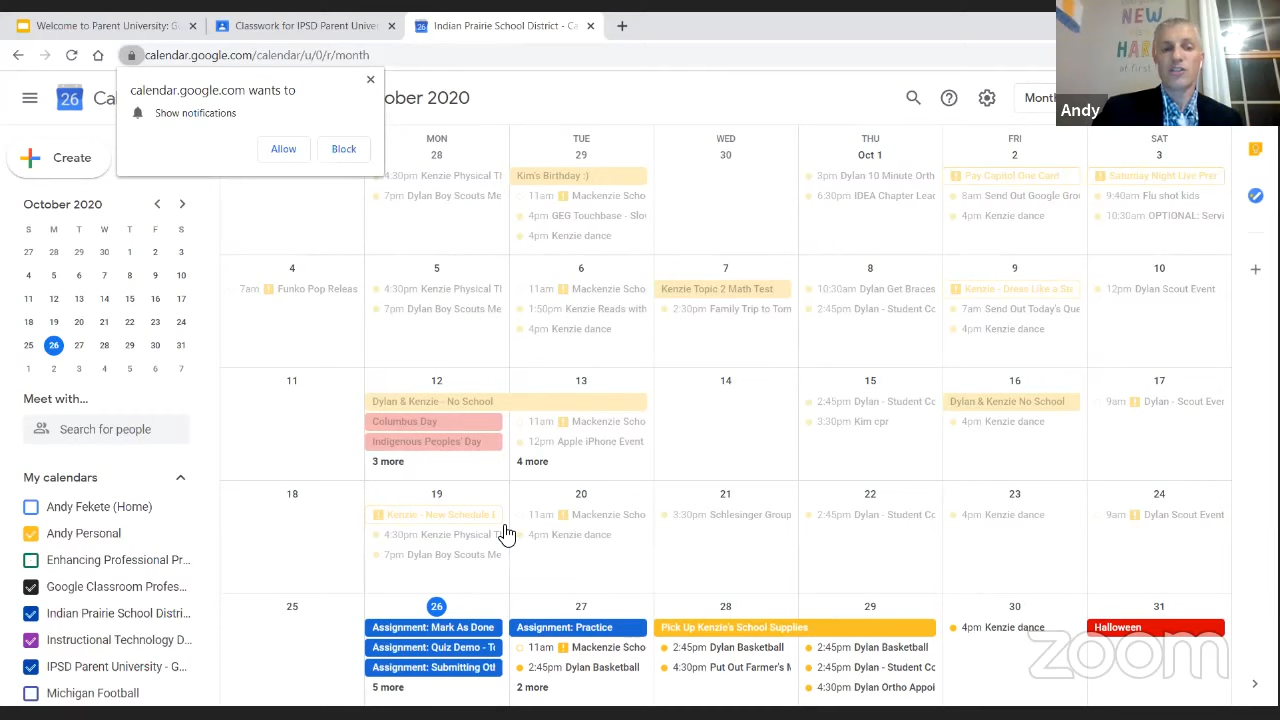 Welcome to Parent University: G
Classwork for IPSD Parent Univer
Indian Prairie School District - Ca
calendar.google.com/calendar/u/0/r/month
calendar.google.com wants to
Show notifications
Allow
Block
26
Ca
ober 2020
Month
NEW
HAR
at first
Andy
Create
October 2020
S M T W T F S
27 28 29 30 1 2 3
4 5 6 7 8 9 10
11 12 13 14 15 16 17
18 19 20 21 22 23 24
25 26 27 28 29 30 31
1 2 3 4 5 6 7
Meet with...
Search for people
My calendars
Andy Fekete (Home)
Andy Personal
Enhancing Professional Pr...
Google Classroom Profes...
Indian Prairie School Distri...
Instructional Technology D...
IPSD Parent University - G...
Michigan Football
MON TUE WED THU FRI SAT
28 29 30 Oct 1 2 3
4:30pm Kenzie Physical Tl
7pm Dylan Boy Scouts Me
Kim's Birthday :)
11am Mackenzie Scho
4pm GEG Touchbase - Slo
4pm Kenzie dance
3pm Dylan 10 Minute Orth
6:30pm IDEA Chapter Lea
Pay Capitol One Card
8am Send Out Google Gro
4pm Kenzie dance
Saturday Night Live Prer
9:40am Flu shot kids
10:30am OPTIONAL: Servi
4 5 6 7 8 9 10
7am Funko Pop Releas
4:30pm Kenzie Physical Tl
7pm Dylan Boy Scouts Me
11am Mackenzie Scho
1:50pm Kenzie Reads with
4pm Kenzie dance
Kenzie Topic 2 Math Test
2:30pm Family Trip to Tom
10:30am Dylan Get Braces
2:45pm Dylan - Student Co
Kenzie - Dress Like a Sta
7am Send Out Today's Que
4pm Kenzie dance
12pm Dylan Scout Event
11 12 13 14 15 16 17
Dylan & Kenzie - No School
Columbus Day
Indigenous Peoples' Day
3 more
11am Mackenzie Scho
12pm Apple iPhone Event
4 more
2:45pm Dylan - Student Cc
3:30pm Kim cpr
Dylan & Kenzie No School
4pm Kenzie dance
9am Dylan - Scout Ever
18 19 20 21 22 23 24
Kenzie - New Schedule E
4:30pm Kenzie Physical Tl
7pm Dylan Boy Scouts Me
11am Mackenzie Scho
4pm Kenzie dance
3:30pm Schlesinger Group
2:45pm Dylan - Student Cc
4pm Kenzie dance
9am Dylan Scout Event
25 26 27 28 29 30 31
Assignment: Mark As Done
Assignment: Quiz Demo - Te
Assignment: Submitting Oth
5 more
Assignment: Practice
11am Mackenzie Scho
2:45pm Dylan Basketball
2 more
Pick Up Kenzie's School Supplies
2:45pm Dylan Basketball
4:30pm Put Out Farmer's M
2:45pm Dylan Basketball
2:45pm Dylan - Student Cc
4:30pm Dylan Ortho Appoi
4pm Kenzie dance
Halloween
zoom